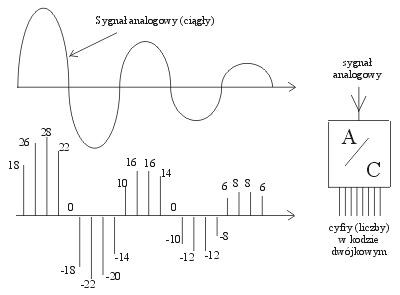 Sygnał analogowy (ciągły)
sygnał
analogowy
A
C
cyfry (liczby)
w kodzie
dwójkowym
18
26
28
22
0
-18
-22
-20
-14
10
16
16
14
0
-10
-12
-12
-8
6
8
8
6